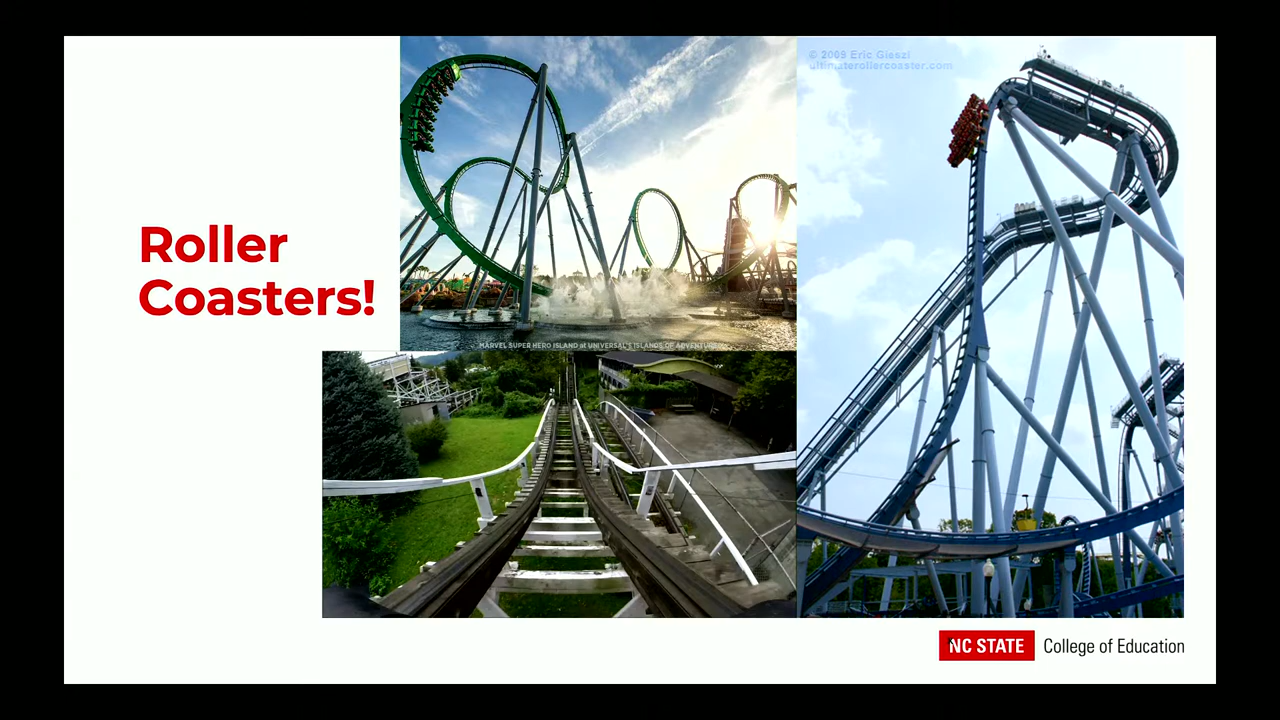 Roller
Coasters!
© 2009 Eric Gieszl
ultimaterollercoaster.com
MARVEL SUPER HERO ISLAND at UNIVERSAL'S ISLANDS OF ADVENTURE
NC STATE College of Education